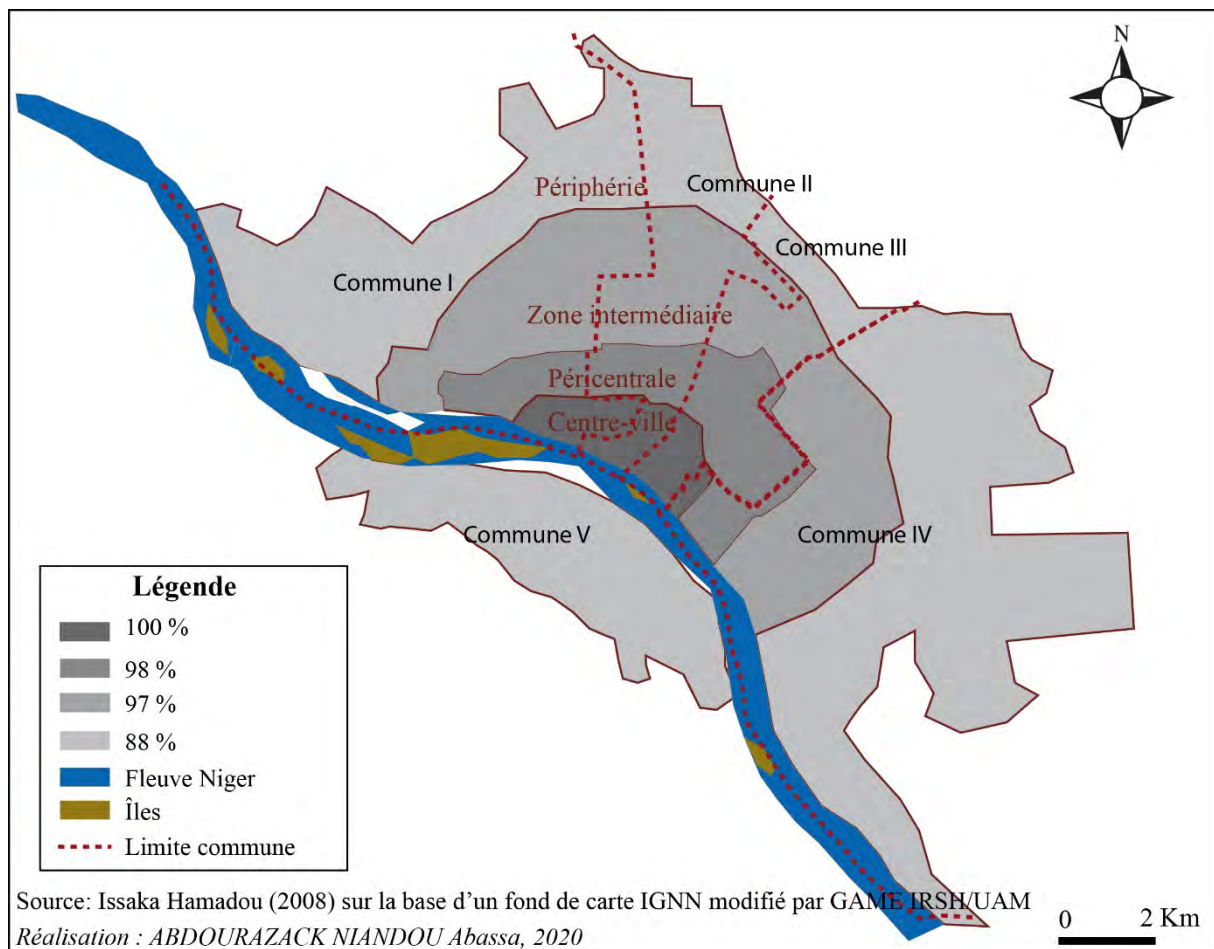 N
Périphérie
Commune II
Commune III
Commune I
Zone intermédiaire
Péricentrale
Centre-ville
Commune V
Commune IV
Légende
100 %
98 %
97 %
88 %
Fleuve Niger
Îles
Limite commune
Source: Issaka Hamadou (2008) sur la base d'un fond de carte IGNN modifié par GAME IRSH/UAM
Réalisation : ABDOURAZACK NIANDOU Abassa, 2020
0 2 Km